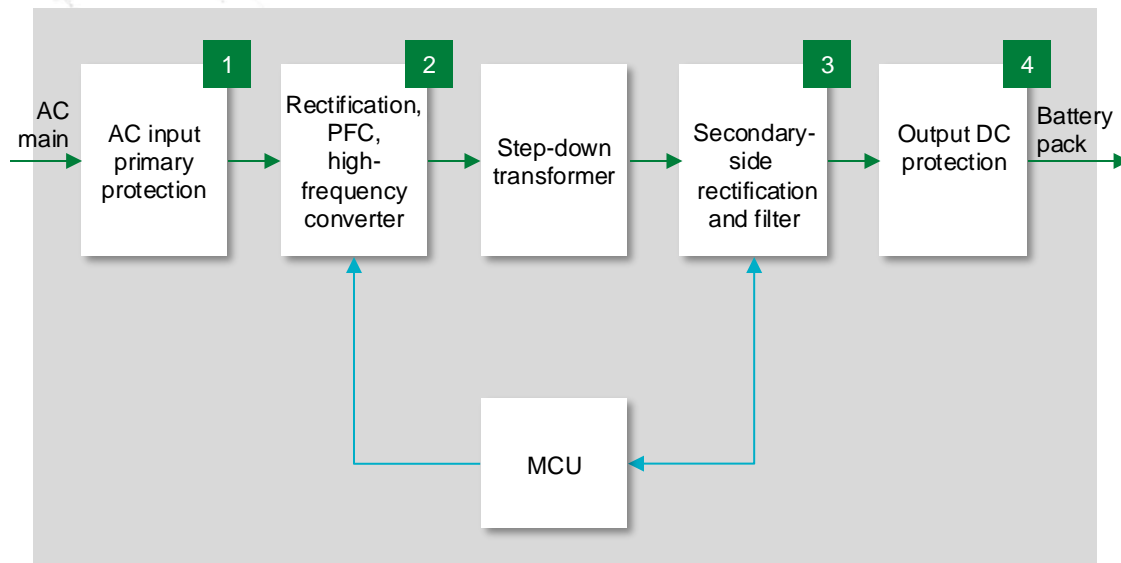 1
2
3
4
AC
main
AC input
primary
protection
Rectification,
PFC,
high-
frequency
converter
Step-down
transformer
Secondary-
side
rectification
and filter
Output DC
protection
Battery
pack
MCU